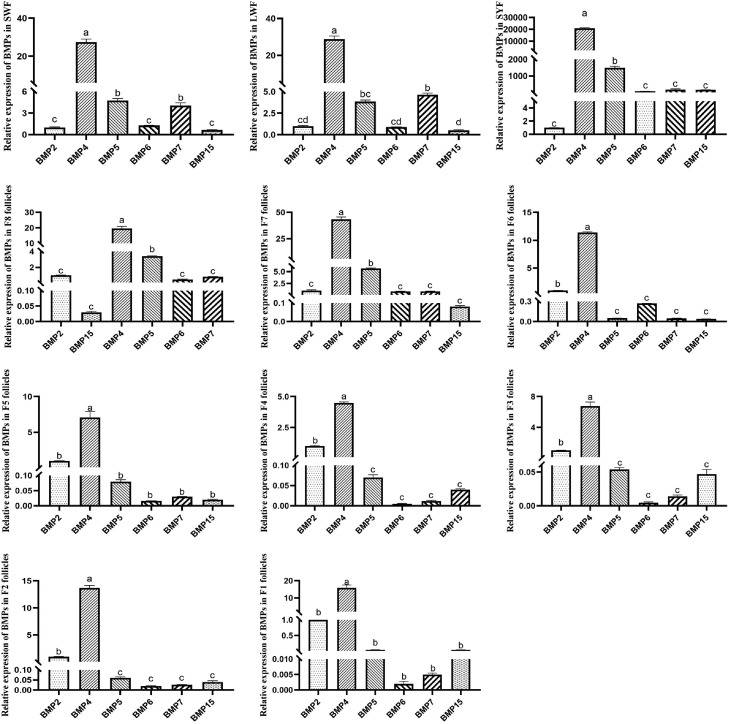 Relative expression of BMPs in SWF
40
20
6
3
0
c
a
b
c
b
c
BMP2
BMP4
BMP5
BMP6
BMP7
BMP15
Relative expression of BMPs in LWF
40
20
5.0
2.5
0.0
cd
a
bc
cd
b
d
BMP2
BMP4
BMP5
BMP6
BMP7
BMP15
Relative expression of BMPs in SYF
30000
20000
10000
2000
1000
4
2
0
c
a
b
c
c
c
BMP2
BMP4
BMP5
BMP6
BMP7
BMP15
Relative expression of BMPs in F8 follicles
30
20
10
4
2
0.10
0.05
0.00
c
c
a
b
c
c
BMP2
BMP15
BMP4
BMP5
BMP6
BMP7
Relative expression of BMPs in F7 follicles
50
25
5.0
2.5
0.1
0.0
c
a
b
c
c
c
BMP2
BMP4
BMP5
BMP6
BMP7
BMP15
Relative expression of BMPs in F6 follicles
15
10
5
0.3
0.0
b
a
c
c
c
c
BMP2
BMP4
BMP5
BMP6
BMP7
BMP15
Relative expression of BMPs in F5 follicles
10
5
0.10
0.05
0.00
b
a
b
b
b
b
BMP2
BMP4
BMP5
BMP6
BMP7
BMP15
Relative expression of BMPs in F4 follicles
5.0
2.5
0.10
0.05
0.00
b
a
c
c
c
c
BMP2
BMP4
BMP5
BMP6
BMP7
BMP15
Relative expression of BMPs in F3 follicles
8
4
0.05
0.00
b
a
c
c
c
c
BMP2
BMP4
BMP5
BMP6
BMP7
BMP15
Relative expression of BMPs in F2 follicles
15
10
5
0.10
0.05
0.00
b
a
c
c
c
c
BMP2
BMP4
BMP5
BMP6
BMP7
BMP15
Relative expression of BMPs in F1 follicles
20
10
1.0
0.5
0.010
0.005
0.000
b
a
b
b
b
b
BMP2
BMP4
BMP5
BMP6
BMP7
BMP15